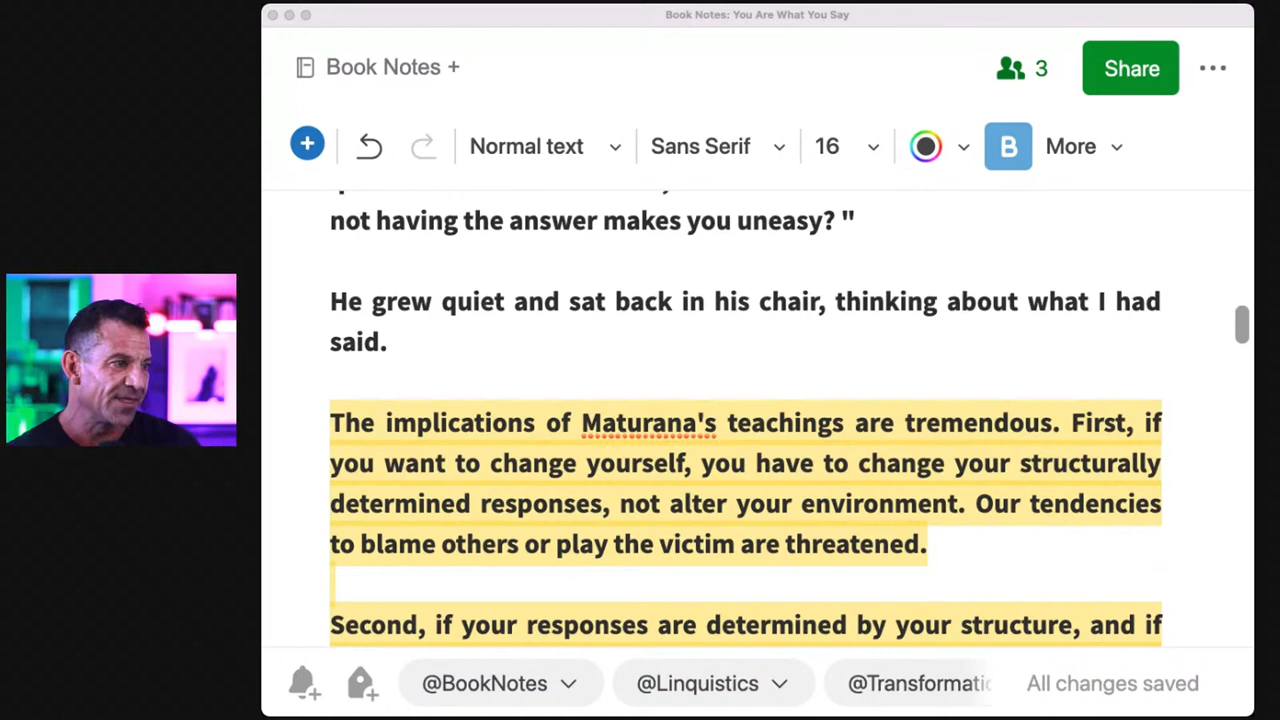 Book Notes: You Are What You Say
Book Notes +
3
Share
Normal text
Sans Serif
16
B
More
not having the answer makes you uneasy? "
He grew quiet and sat back in his chair, thinking about what I had
said.
The implications of Maturana's teachings are tremendous. First, if
you want to change yourself, you have to change your structurally
determined responses, not alter your environment. Our tendencies
to blame others or play the victim are threatened.
Second, if your responses are determined by your structure, and if
@BookNotes
@Linquistics
@Transformatic
All changes saved